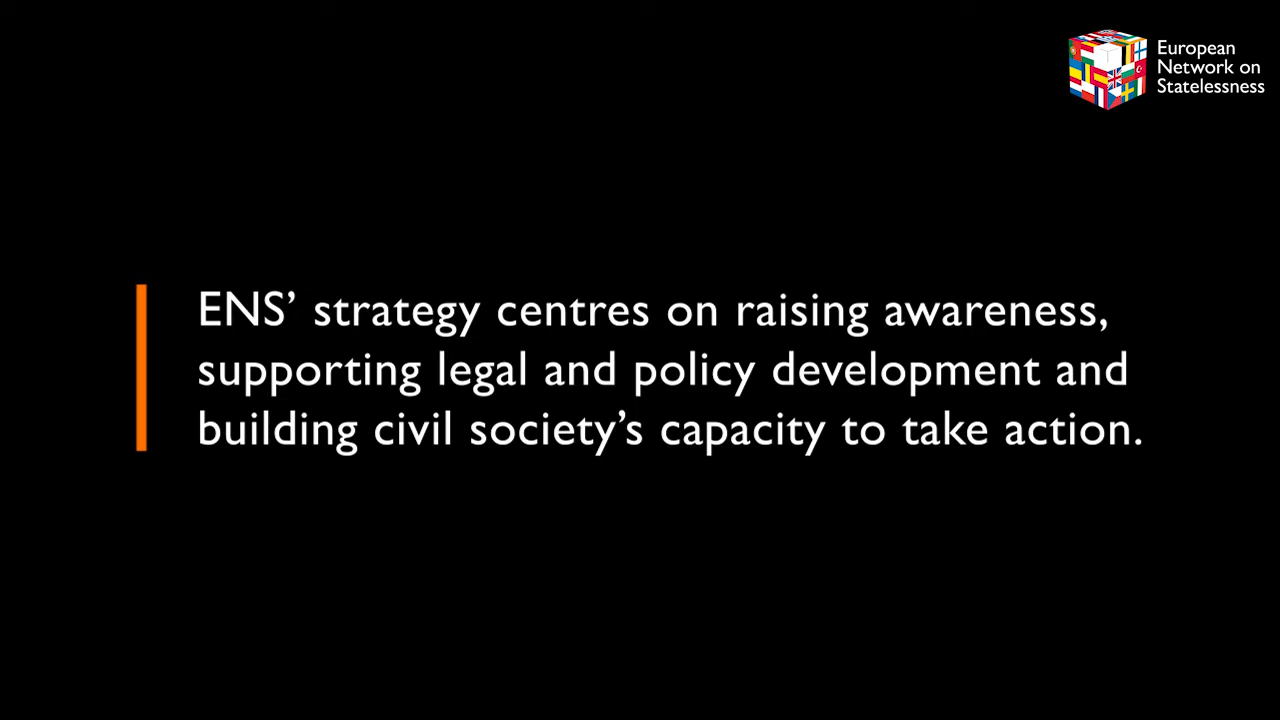 European
Network on
Statelessness
ENS’ strategy centres on raising awareness,
supporting legal and policy development and
building civil society’s capacity to take action.